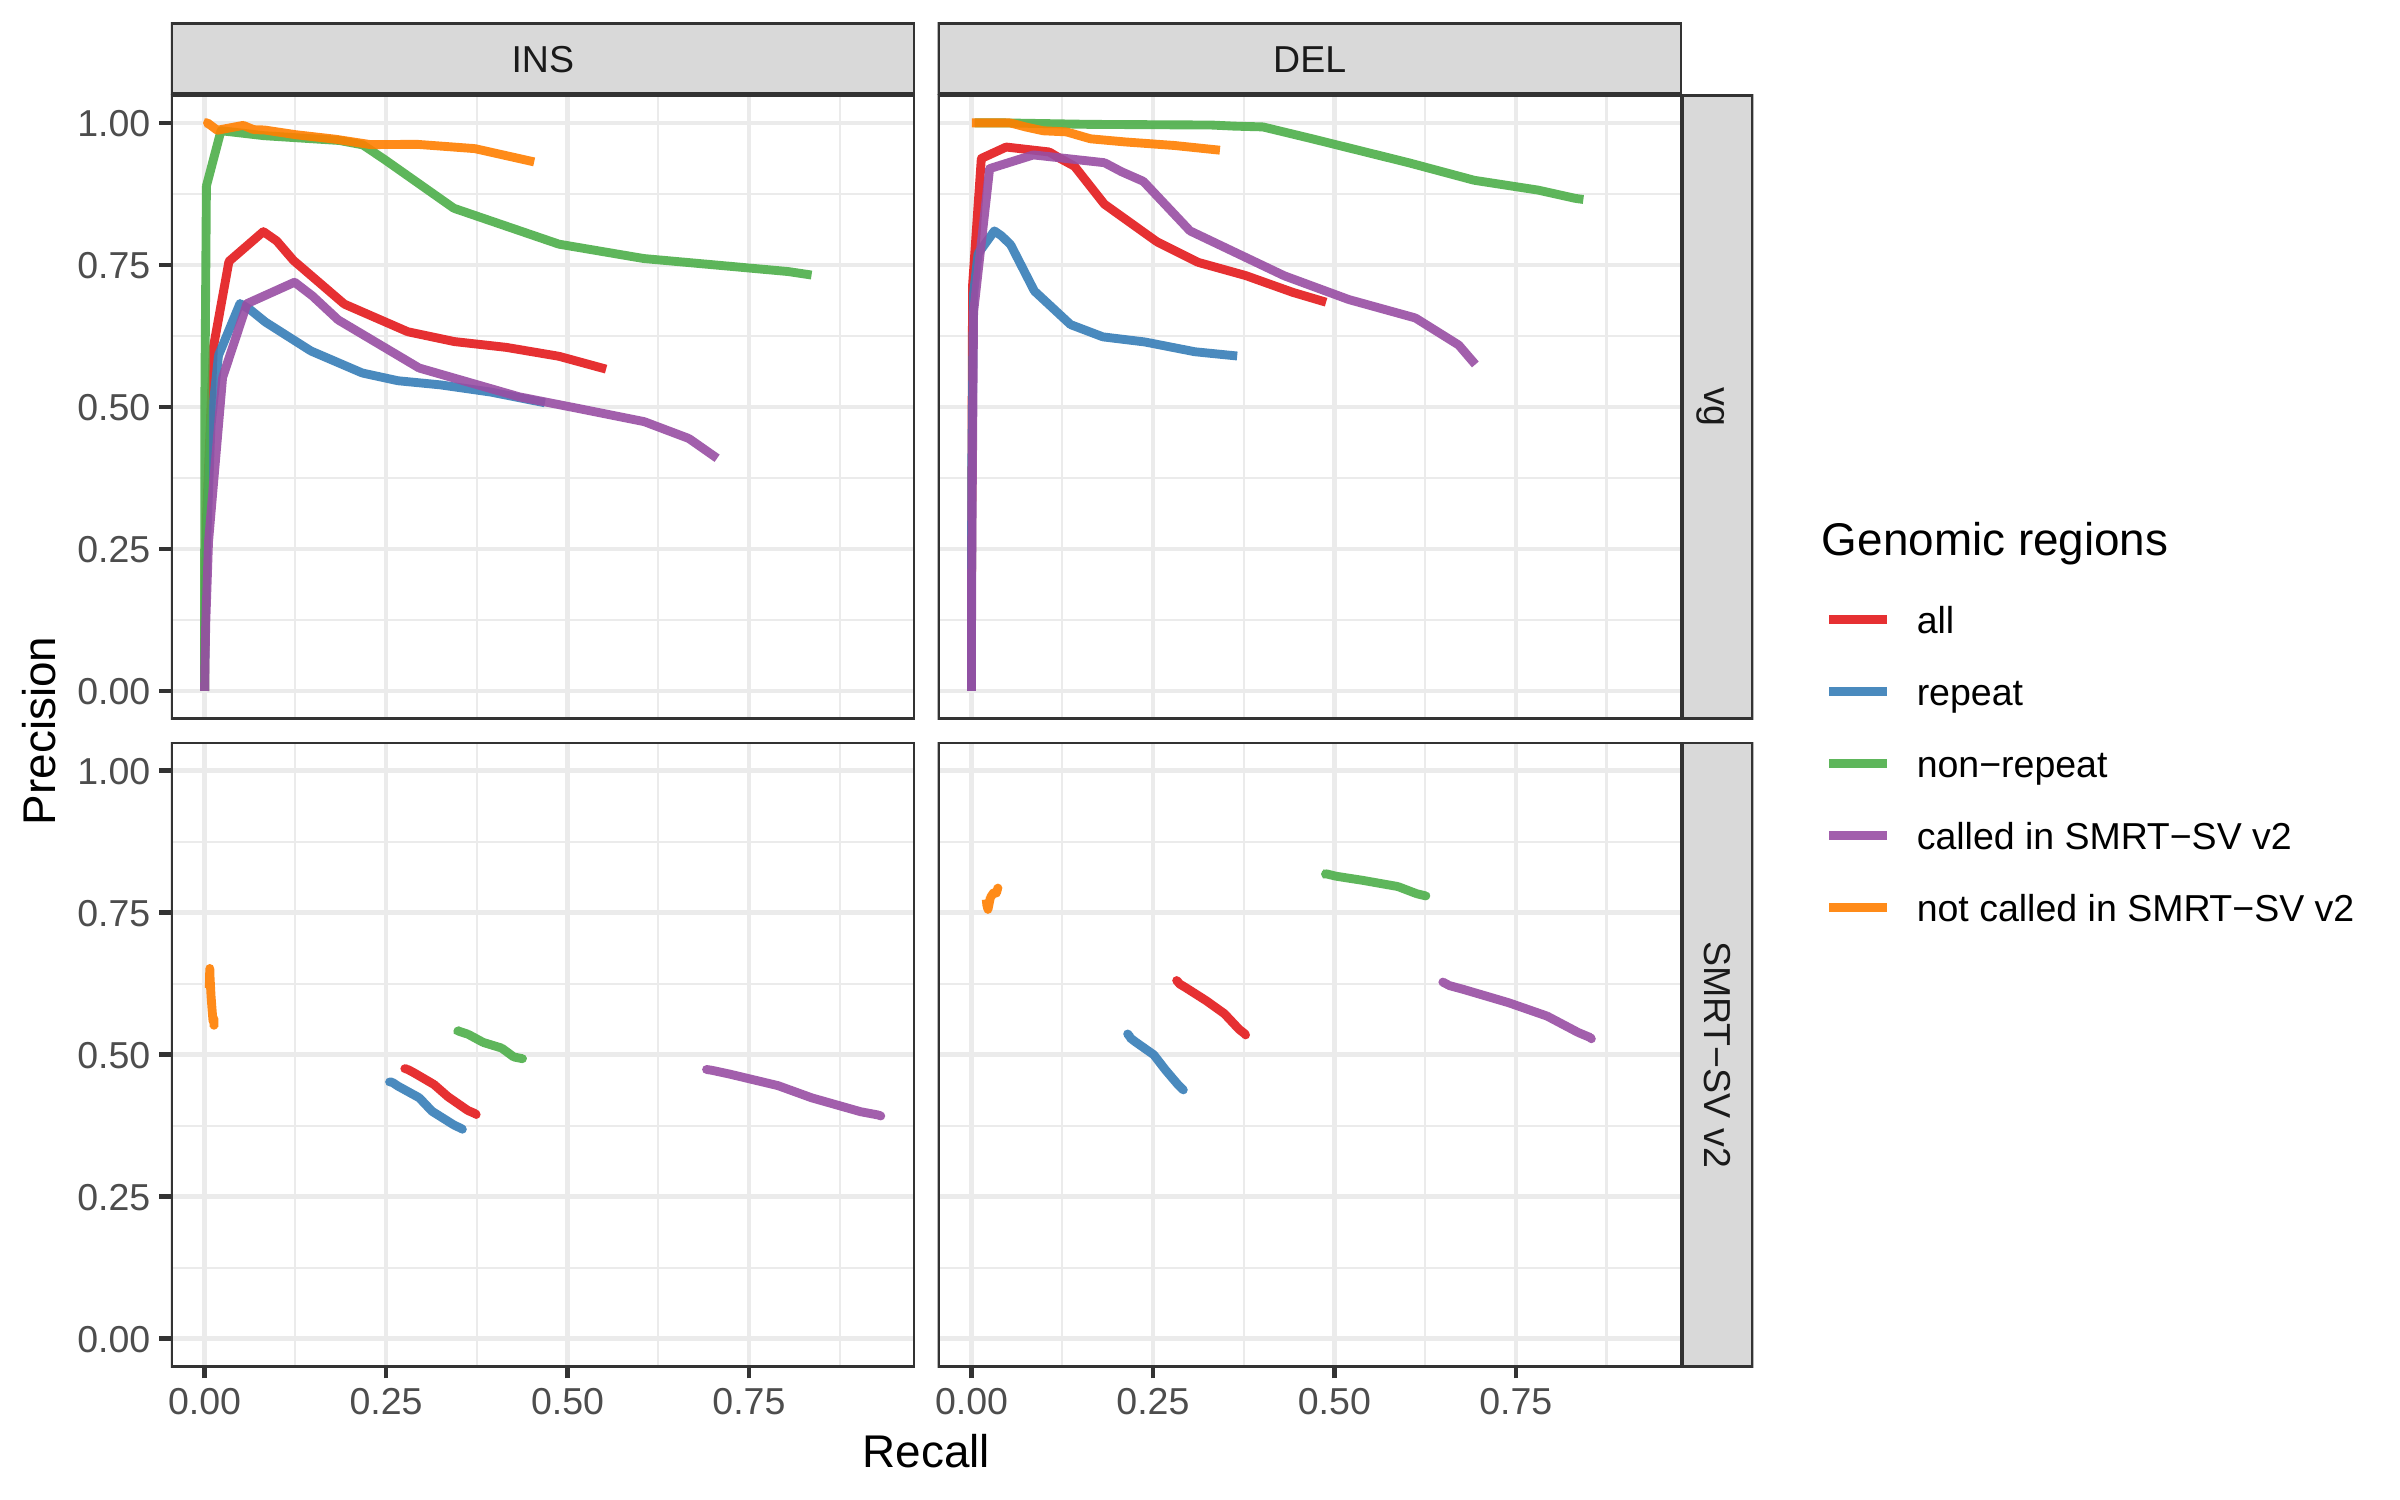 INS
DEL
1.00
0.75
0.50
0.25
0.00
vg
1.00
0.75
0.50
0.25
0.00
SMRT−SV v2
Precision
0.00 0.25 0.50 0.75
0.00 0.25 0.50 0.75
Recall
Genomic regions
all
repeat
non−repeat
called in SMRT−SV v2
not called in SMRT−SV v2